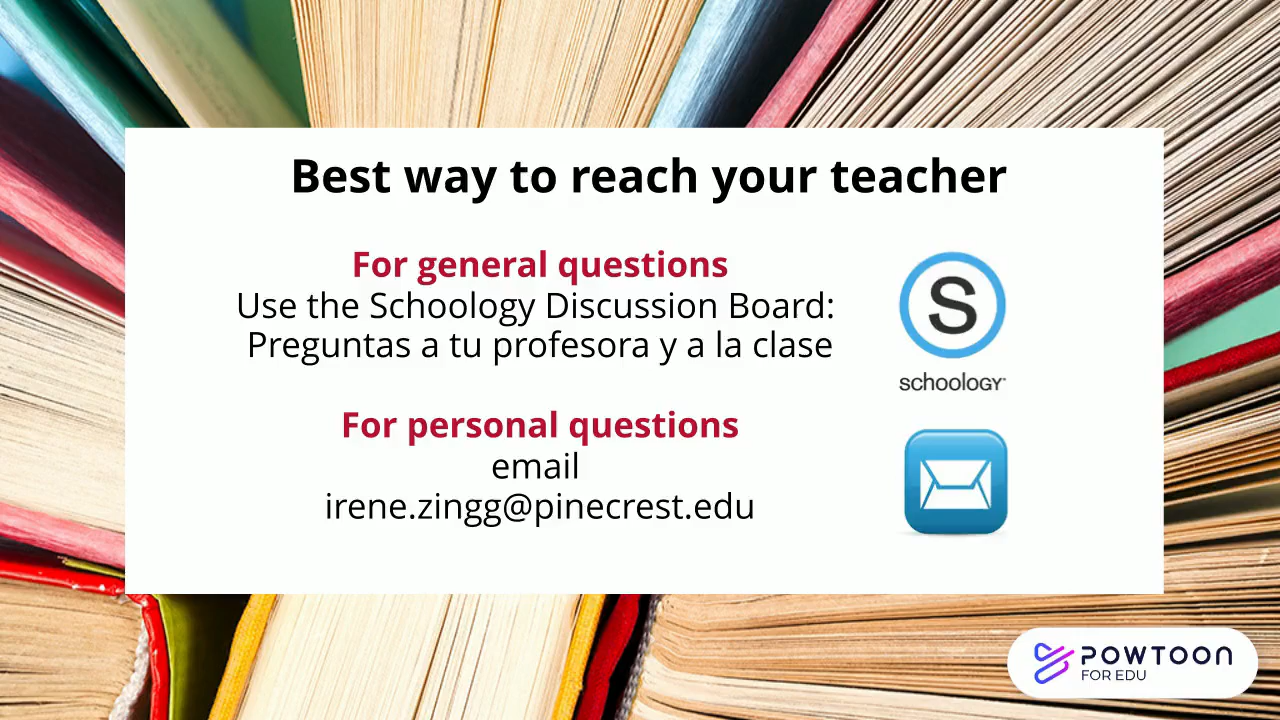 Best way to reach your teacher
For general questions
Use the Schoology Discussion Board:
Preguntas a tu profesora y a la clase
S
schoology
For personal questions
email
irene.zingg@pinecrest.edu
POWTOON
FOR EDU